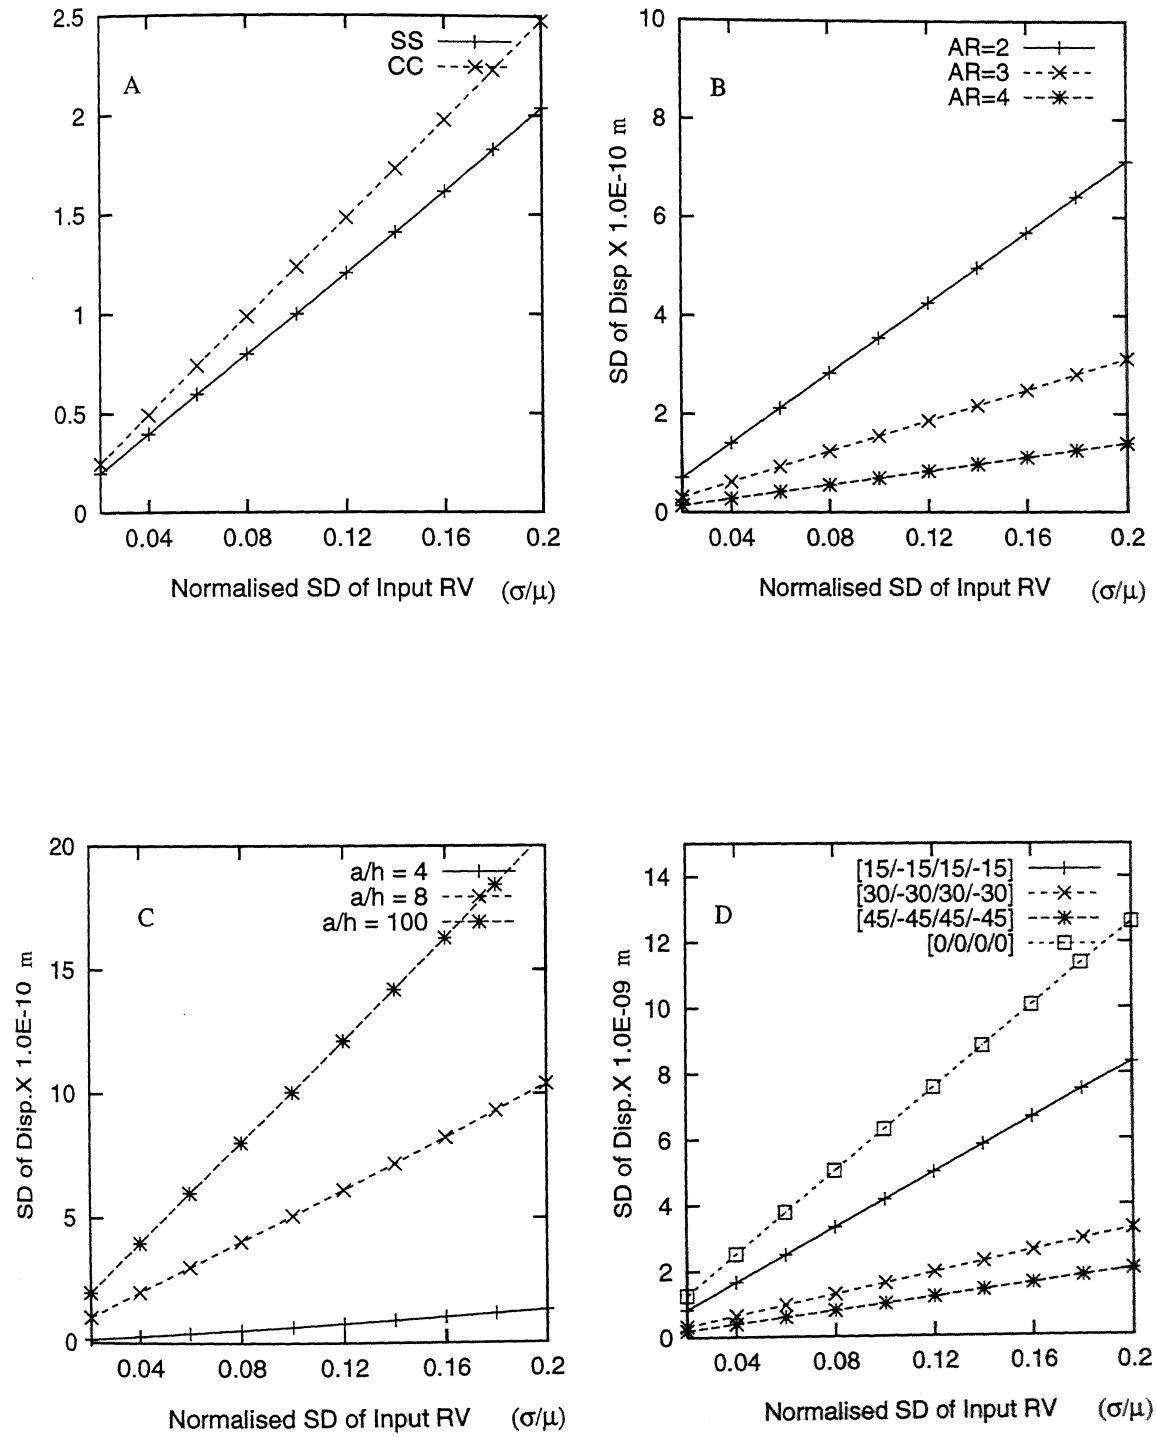 2.5
SS
CC
A
2
1.5
1
0.5
0
0.04 0.08 0.12 0.16 0.2
Normalised SD of Input RV (σ/μ)
10
AR=2
AR=3
AR=4
B
8
6
4
2
0
SD of Disp X 1.0E-10 m
0.04 0.08 0.12 0.16 0.2
Normalised SD of Input RV (σ/μ)
20
a/h = 4
a/h = 8
a/h = 100
C
15
10
5
0
SD of Disp.X 1.0E-10 m
0.04 0.08 0.12 0.16 0.2
Normalised SD of Input RV (σ/μ)
14
[15/-15/15/-15]
[30/-30/30/-30]
[45/-45/45/-45]
[0/0/0/0]
D
12
10
8
6
4
2
0
SD of Disp.X 1.0E-09 m
0.04 0.08 0.12 0.16 0.2
Normalised SD of Input RV (σ/μ)